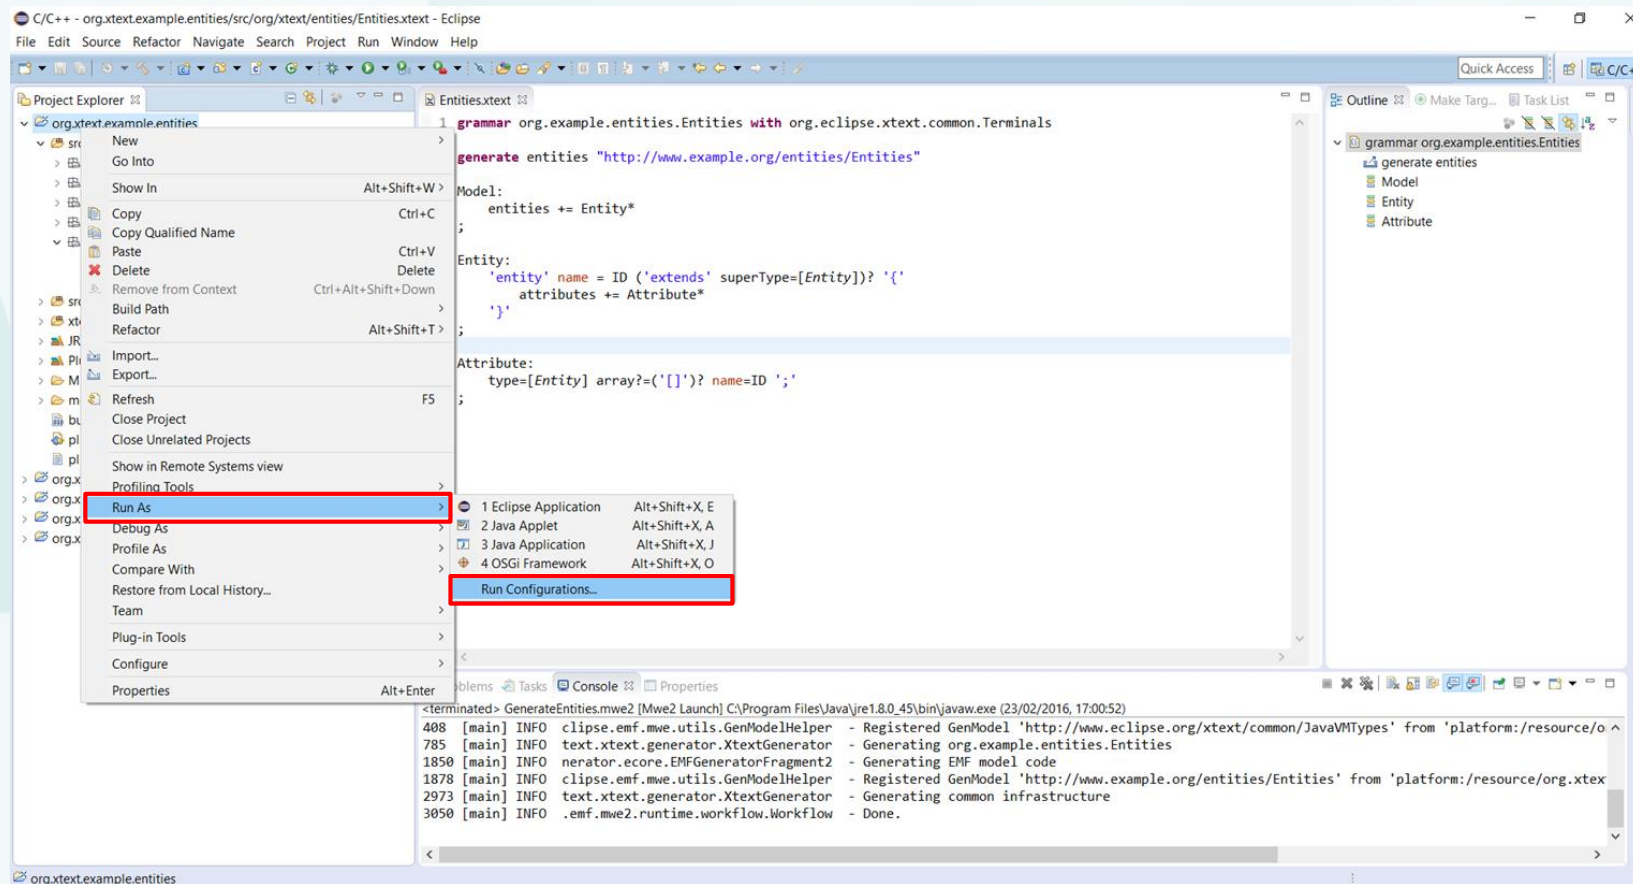 C/C++ - org.xtext.example.entities/src/org/xtext/entities/Entities.xtext - Eclipse
File Edit Source Refactor Navigate Search Project Run Window Help
Quick Access
C/C+
Project Explorer
org.xtext.example.entities
src
src
xt
JR
Pl
M
m
bu
pl
pl
org.x
org.x
org.x
org.x
New
Go Into
Show In Alt+Shift+W
Copy Ctrl+C
Copy Qualified Name
Paste Ctrl+V
Delete Delete
Remove from Context Ctrl+Alt+Shift+Down
Build Path
Refactor Alt+Shift+T
Import...
Export...
Refresh F5
Close Project
Close Unrelated Projects
Show in Remote Systems view
Profiling Tools
Run As
Debug As
Profile As
Compare With
Restore from Local History...
Team
Plug-in Tools
Configure
Properties Alt+Enter
1 Eclipse Application Alt+Shift+X, E
2 Java Applet Alt+Shift+X, A
3 Java Application Alt+Shift+X, J
4 OSGi Framework Alt+Shift+X, O
Run Configurations...
Entities.xtext
1 grammar org.example.entities.Entities with org.eclipse.xtext.common.Terminals
generate entities "http://www.example.org/entities/Entities"
Model:
entities += Entity*
;
Entity:
'entity' name = ID ('extends' superType=[Entity])? '{'
attributes += Attribute*
'}'
;
Attribute:
type=[Entity] array?=('[]')? name=ID ';'
;
Outline Make Targ... Task List
grammar org.example.entities.Entities
generate entities
Model
Entity
Attribute
blems Tasks Console Properties
<terminated> GenerateEntities.mwe2 [Mwe2 Launch] C:\Program Files\Java\jre1.8.0_45\bin\javaw.exe (23/02/2016, 17:00:52)
408 [main] INFO clipse.emf.mwe.utils.GenModelHelper - Registered GenModel 'http://www.eclipse.org/xtext/common/JavaVMTypes' from 'platform:/resource/o
785 [main] INFO text.xtext.generator.XtextGenerator - Generating org.example.entities.Entities
1850 [main] INFO nerator.ecore.EMFGeneratorFragment2 - Generating EMF model code
1878 [main] INFO clipse.emf.mwe.utils.GenModelHelper - Registered GenModel 'http://www.example.org/entities/Entities' from 'platform:/resource/org.xtex
2973 [main] INFO text.xtext.generator.XtextGenerator - Generating common infrastructure
3050 [main] INFO .emf.mwe2.runtime.workflow.Workflow - Done.
org.xtext.example.entities